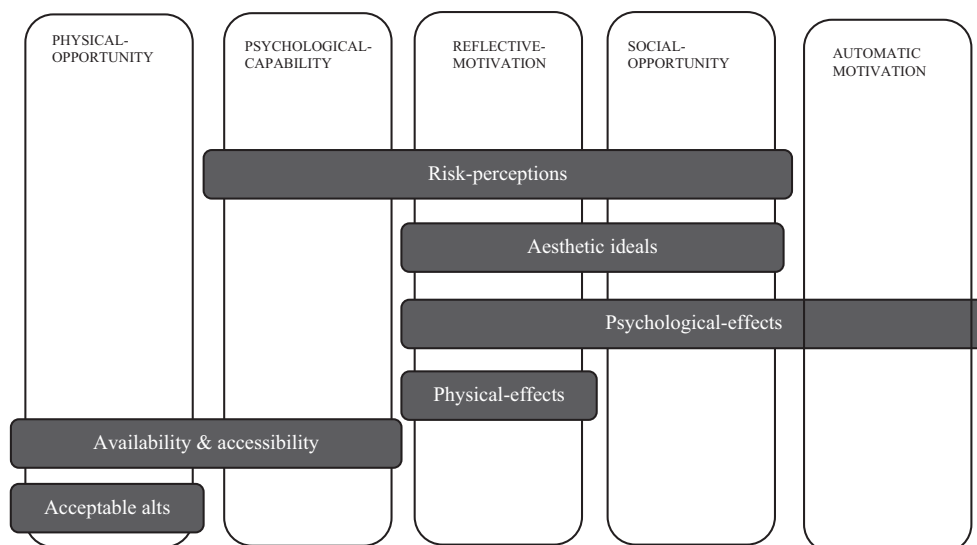 PHYSICAL-
OPPORTUNITY
PSYCHOLOGICAL-
CAPABILITY
REFLECTIVE-
MOTIVATION
SOCIAL-
OPPORTUNITY
AUTOMATIC
MOTIVATION
Risk-perceptions
Aesthetic ideals
Psychological-effects
Physical-effects
Availability & accessibility
Acceptable alts